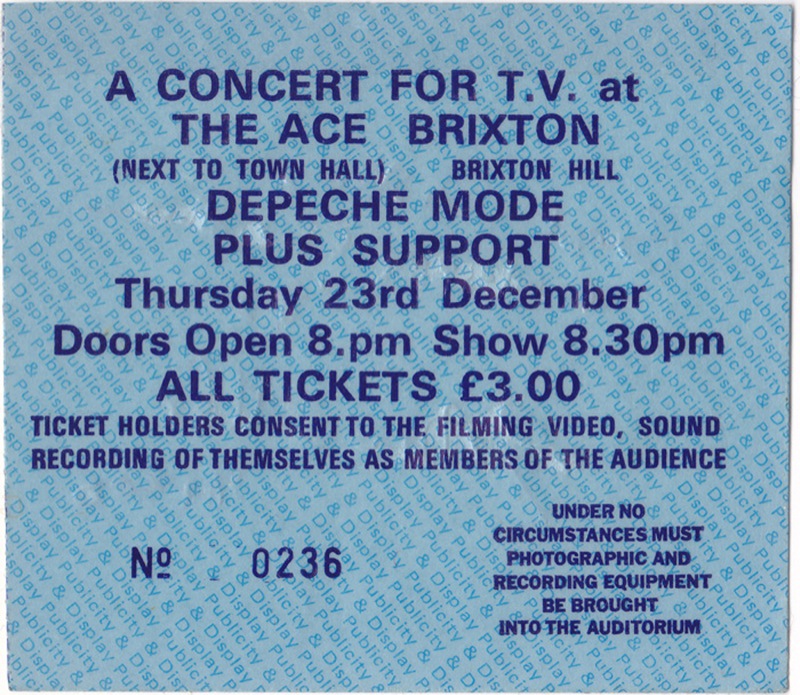 A CONCERT FOR T.V. at
THE ACE BRIXTON
(NEXT TO TOWN HALL) BRIXTON HILL
DEPECHE MODE
PLUS SUPPORT
Thursday 23rd December
Doors Open 8.pm Show 8.30pm
ALL TICKETS £3.00
TICKET HOLDERS CONSENT TO THE FILMING VIDEO, SOUND
RECORDING OF THEMSELVES AS MEMBERS OF THE AUDIENCE
Nº 0236
UNDER NO
CIRCUMSTANCES MUST
PHOTOGRAPHIC AND
RECORDING EQUIPMENT
BE BROUGHT
INTO THE AUDITORIUM
Display & Publicity